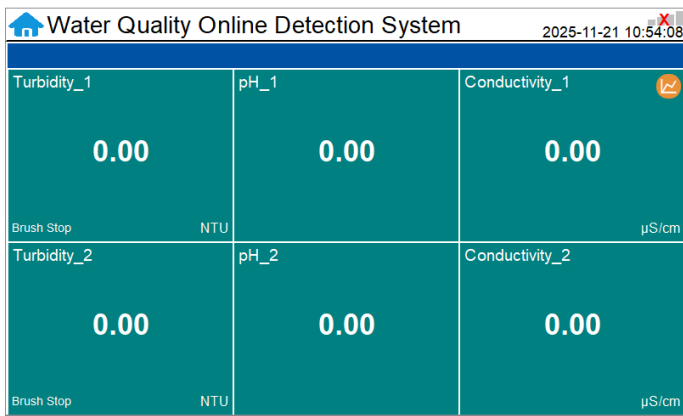 Water Quality Online Detection System
2025-11-21 10:54:08
Turbidity_1 pH_1 Conductivity_1
0.00 0.00 0.00
Brush Stop NTU µS/cm
Turbidity_2 pH_2 Conductivity_2
0.00 0.00 0.00
Brush Stop NTU µS/cm